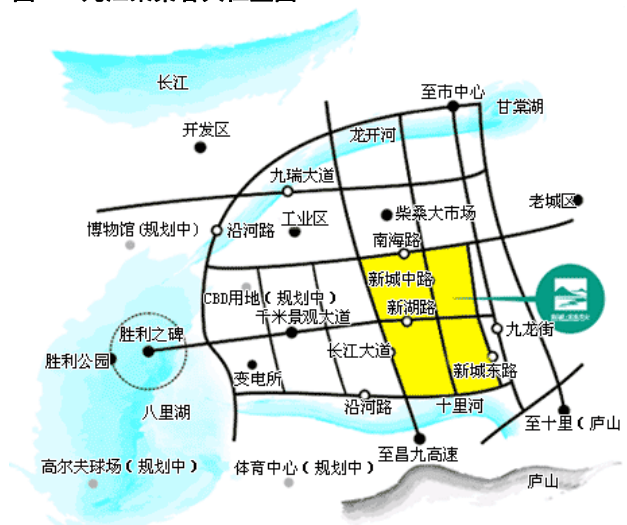 长江
至市中心
甘棠湖
开发区
龙开河
九瑞大道
老城区
柴桑大市场
工业区
博物馆(规划中)
沿河路
南海路
新城中路
CBD用地(规划中)
新湖路
千米景观大道
九龙街
胜利之碑
长江大道
胜利公园
新城东路
变电所
沿河路
十里河
八里湖
至十里(庐山
至昌九高速
高尔夫球场(规划中)
体育中心(规划中)
庐山